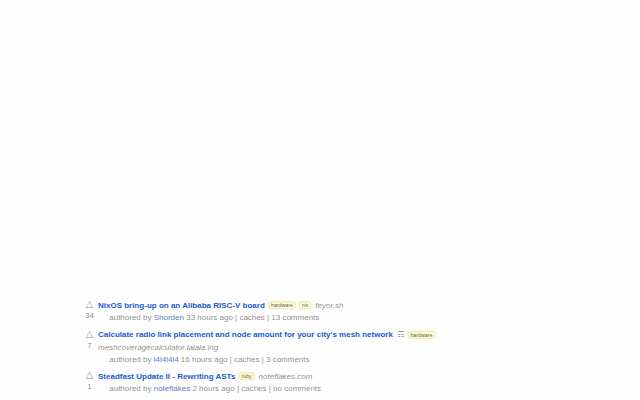 NixOS bring-up on an Alibaba RISC-V board hardware nix feyor.sh
34 authored by Shorden 33 hours ago | caches | 13 comments
Calculate radio link placement and node amount for your city's mesh network hardware
7 meshcoveragecalculator.lalala.ing
authored by l4l4l4l4 16 hours ago | caches | 3 comments
Steadfast Update II - Rewriting ASTs ruby noteflakes.com
1 authored by noteflakes 2 hours ago | caches | no comments